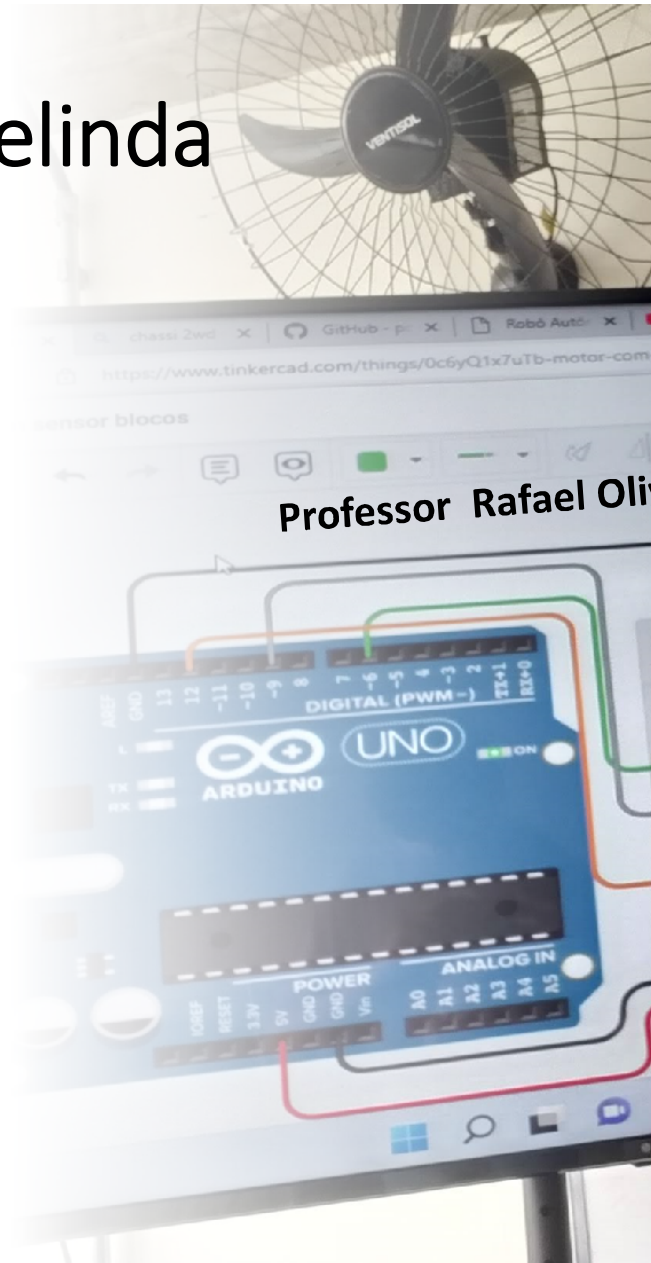 elinda
VENTISOL
chassi 2wd
GitHub - p
Robô Autô
https://www.tinkercad.com/things/0c6yQ1x7uTb-motor-com
sensor blocos
Professor Rafael Oliv
AREF
GND
13
12
~11
~10
~9
8
7
~6
~5
4
~3
2
TX→1
RX←0
DIGITAL (PWM~)
L
UNO
ON
TX
RX
ARDUINO
POWER
ANALOG IN
IOREF
RESET
3.3V
5V
GND
GND
Vin
A0
A1
A2
A3
A4
A5